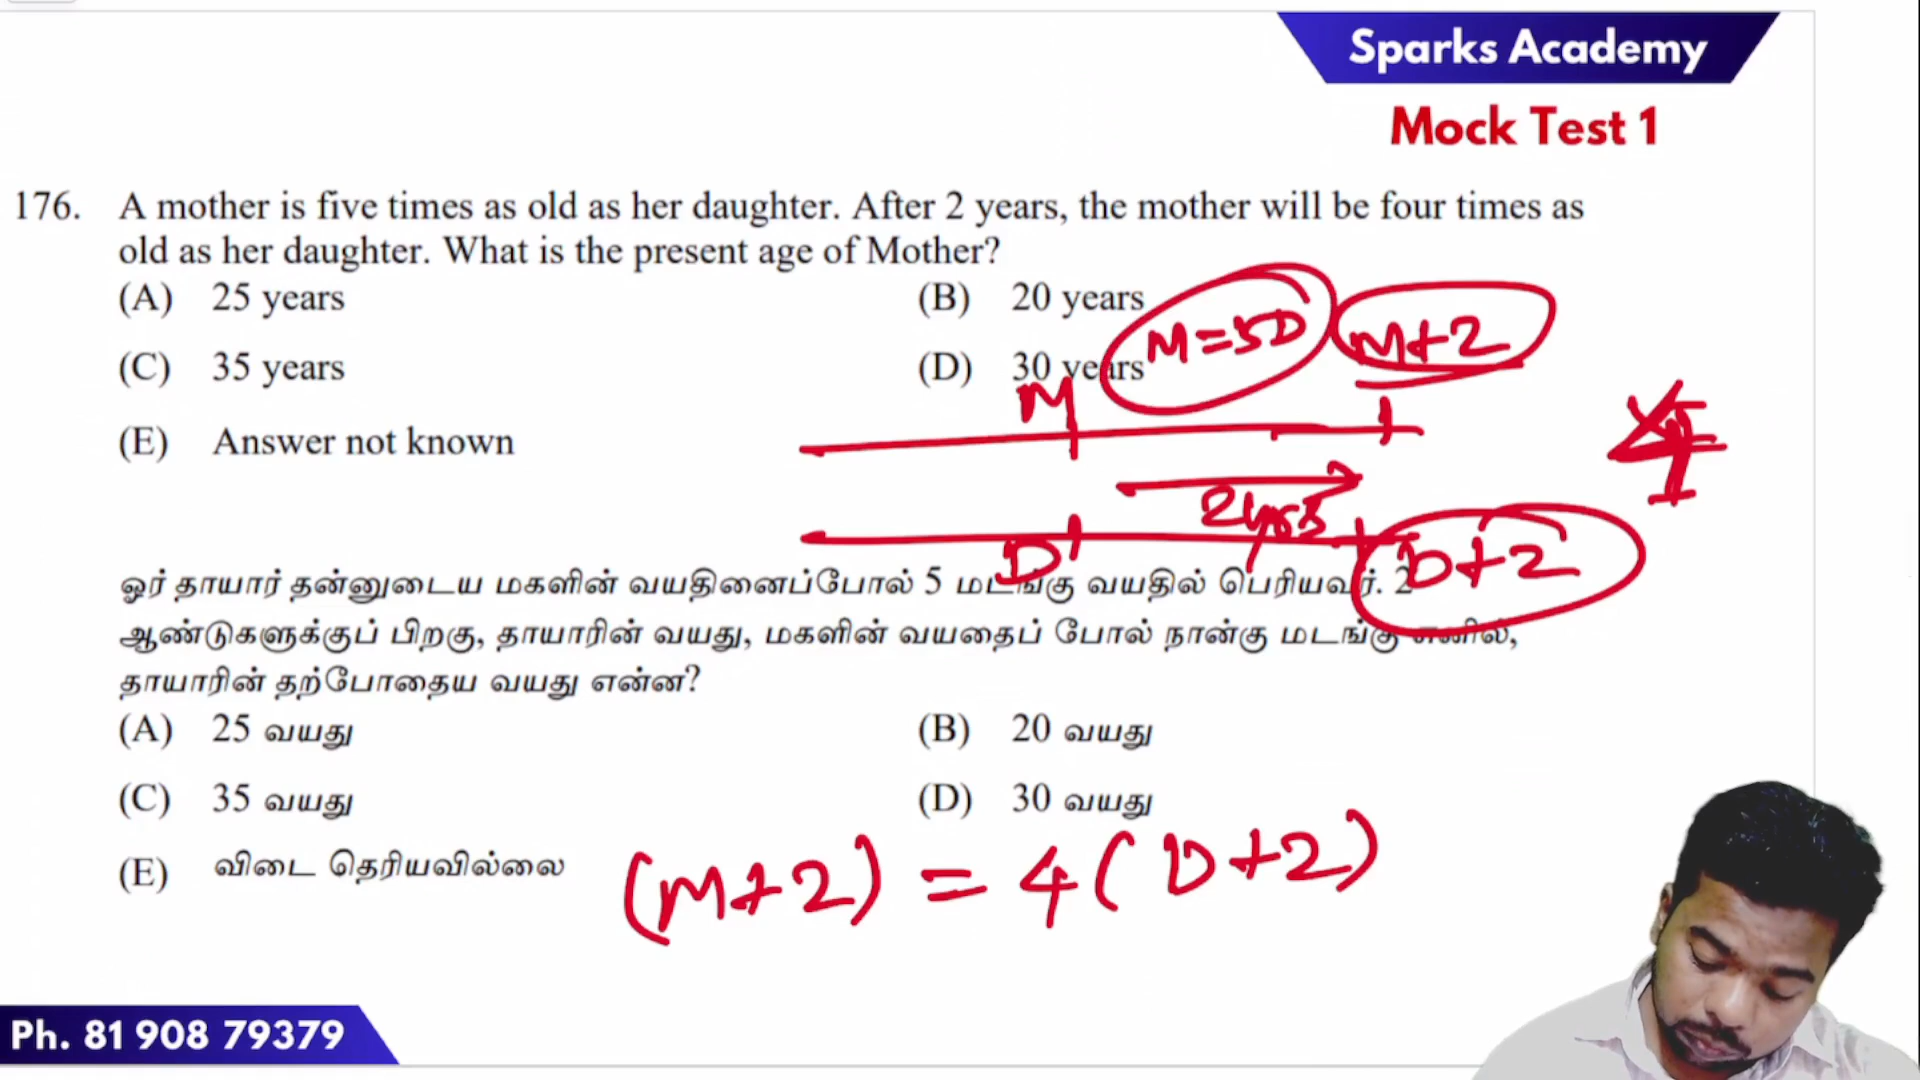 Sparks Academy
Mock Test 1
176. A mother is five times as old as her daughter. After 2 years, the mother will be four times as
old as her daughter. What is the present age of Mother?
(A) 25 years (B) 20 years
(C) 35 years (D) 30 years
(E) Answer not known
M=5D
M+2
M
2yrs
D
D+2
ஓர் தாயார் தன்னுடைய மகளின் வயதினைப்போல் 5 மடங்கு வயதில் பெரியவர். 2
ஆண்டுகளுக்குப் பிறகு, தாயாரின் வயது, மகளின் வயதைப் போல் நான்கு மடங்கு எனில்,
தாயாரின் தற்போதைய வயது என்ன?
(A) 25 வயது (B) 20 வயது
(C) 35 வயது (D) 30 வயது
(E) விடை தெரியவில்லை
(M+2) = 4(D+2)
Ph. 81 908 79379